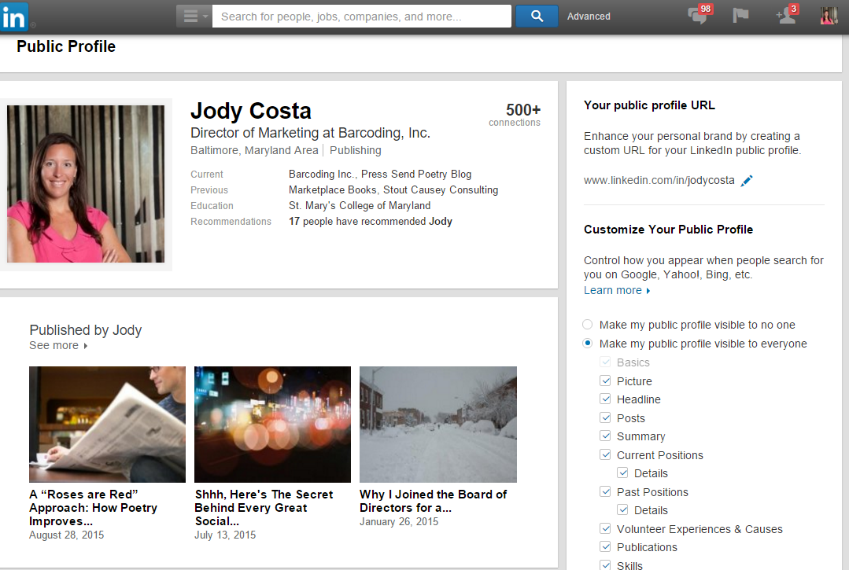 in
Search for people, jobs, companies, and more...
Advanced
98
3
Public Profile
Jody Costa
Director of Marketing at Barcoding, Inc.
Baltimore, Maryland Area | Publishing
500+
connections
Current Barcoding Inc., Press Send Poetry Blog
Previous Marketplace Books, Stout Causey Consulting
Education St. Mary's College of Maryland
Recommendations 17 people have recommended Jody
Published by Jody
See more
A “Roses are Red”
Approach: How Poetry
Improves...
August 28, 2015
Shhh, Here's The Secret
Behind Every Great
Social...
July 13, 2015
Why I Joined the Board of
Directors for a...
January 26, 2015
Your public profile URL
Enhance your personal brand by creating a
custom URL for your LinkedIn public profile.
www.linkedin.com/in/jodycosta
Customize Your Public Profile
Control how you appear when people search for
you on Google, Yahoo!, Bing, etc.
Learn more
Make my public profile visible to no one
Make my public profile visible to everyone
Basics
Picture
Headline
Posts
Summary
Current Positions
Details
Past Positions
Details
Volunteer Experiences & Causes
Publications
Skills